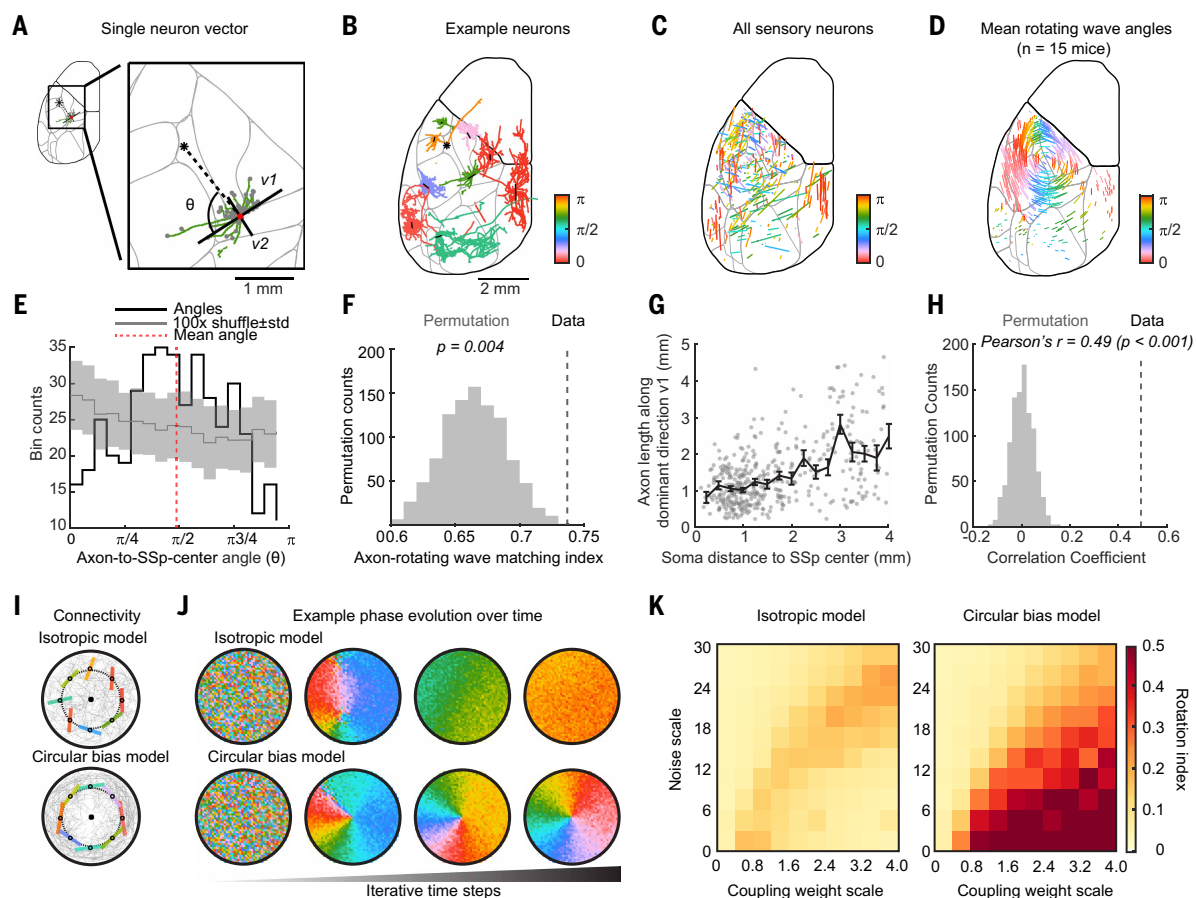 A
Single neuron vector
θ
v1
v2
1 mm
B
Example neurons
π
π/2
0
2 mm
C
All sensory neurons
π
π/2
0
D
Mean rotating wave angles
(n = 15 mice)
π
π/2
0
E
Angles
100x shuffle±std
Mean angle
Bin counts
35
30
25
20
15
10
0
π/4
π/2
π3/4
π
Axon-to-SSp-center angle (θ)
F
Permutation
Data
p = 0.004
Permutation counts
200
150
100
50
0
0.6
0.65
0.7
0.75
Axon-rotating wave matching index
G
Axon length along
dominant direction v1 (mm)
5
4
3
2
1
0
0
1
2
3
4
Soma distance to SSp center (mm)
H
Permutation
Data
Pearson's r = 0.49 (p < 0.001)
Permutation Counts
200
150
100
50
0
-0.2
0
0.2
0.4
0.6
Correlation Coefficient
I
Connectivity
Isotropic model
Circular bias model
J
Example phase evolution over time
Isotropic model
Circular bias model
Iterative time steps
K
Isotropic model
Circular bias model
Noise scale
30
24
18
12
6
0
0
0.8
1.6
2.4
3.2
4.0
Coupling weight scale
0
0.8
1.6
2.4
3.2
4.0
Coupling weight scale
0.5
0.4
0.3
0.2
0.1
0
Rotation index